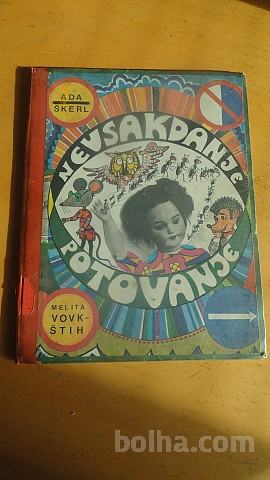 ADA
ŠKERL
NEVSAKDANJE
POTOVANJE
MELITA
VOVK-
ŠTIH
bolha.com